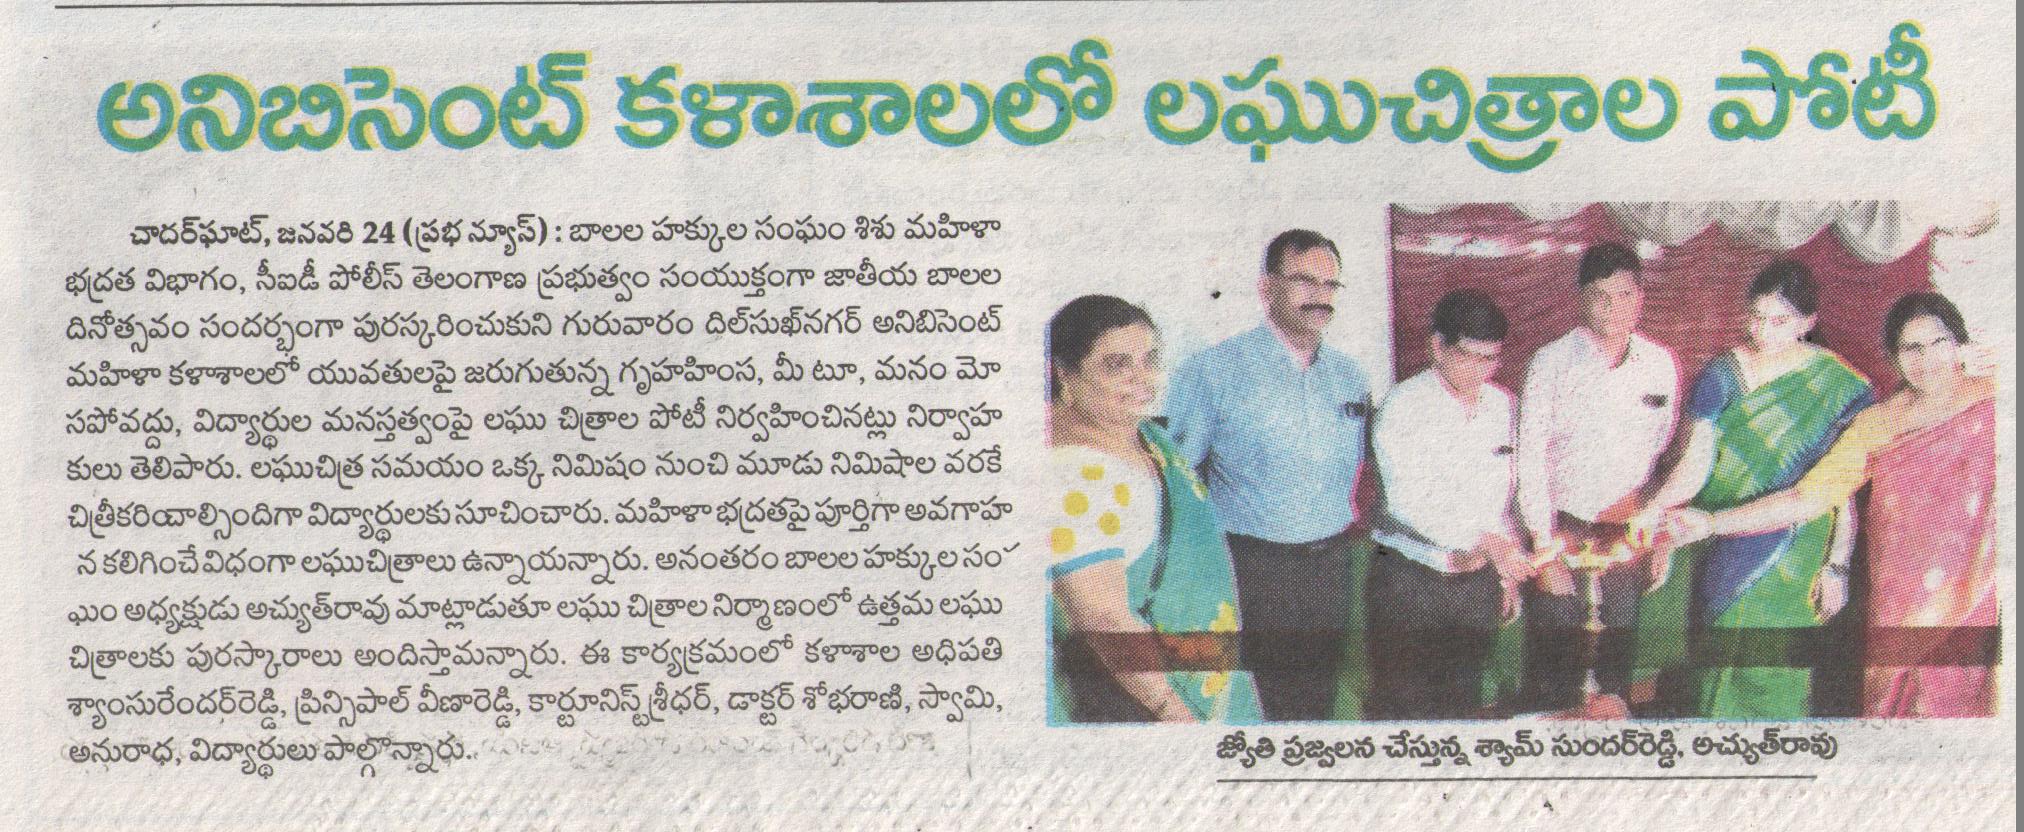 అనిబిసెంట్ కళాశాలలో లఘుచిత్రాల పోటీ
చాదర్‌ఘాట్, జనవరి 24 (ప్రభ న్యూస్) : బాలల హక్కుల సంఘం శిశు మహిళా
భద్రత విభాగం, సీఐడీ పోలీస్ తెలంగాణ ప్రభుత్వం సంయుక్తంగా జాతీయ బాలల
దినోత్సవం సందర్భంగా పురస్కరించుకుని గురువారం దిల్‌సుఖ్‌నగర్ అనిబిసెంట్
మహిళా కళాశాలలో యువతులపై జరుగుతున్న గృహహింస, మీ టూ, మనం మో
సపోవద్దు, విద్యార్థుల మనస్తత్వంపై లఘు చిత్రాల పోటీ నిర్వహించినట్లు నిర్వాహ
కులు తెలిపారు. లఘుచిత్ర సమయం ఒక్క నిమిషం నుంచి మూడు నిమిషాల వరకే
చిత్రీకరించాల్సిందిగా విద్యార్థులకు సూచించారు. మహిళా భద్రతపై పూర్తిగా అవగాహ
న కలిగించే విధంగా లఘుచిత్రాలు ఉన్నాయన్నారు. అనంతరం బాలల హక్కుల సం
ఘం అధ్యక్షుడు అచ్యుత్‌రావు మాట్లాడుతూ లఘు చిత్రాల నిర్మాణంలో ఉత్తమ లఘు
చిత్రాలకు పురస్కారాలు అందిస్తామన్నారు. ఈ కార్యక్రమంలో కళాశాల అధిపతి
శ్యాంసురేందర్‌రెడ్డి, ప్రిన్సిపాల్ వీణారెడ్డి, కార్టూనిస్ట్ శ్రీధర్, డాక్టర్ శోభరాణి, స్వామి,
అనురాధ, విద్యార్థులు పాల్గొన్నారు.
జ్యోతి ప్రజ్వలన చేస్తున్న శ్యామ్ సుందర్‌రెడ్డి, అచ్యుత్‌రావు